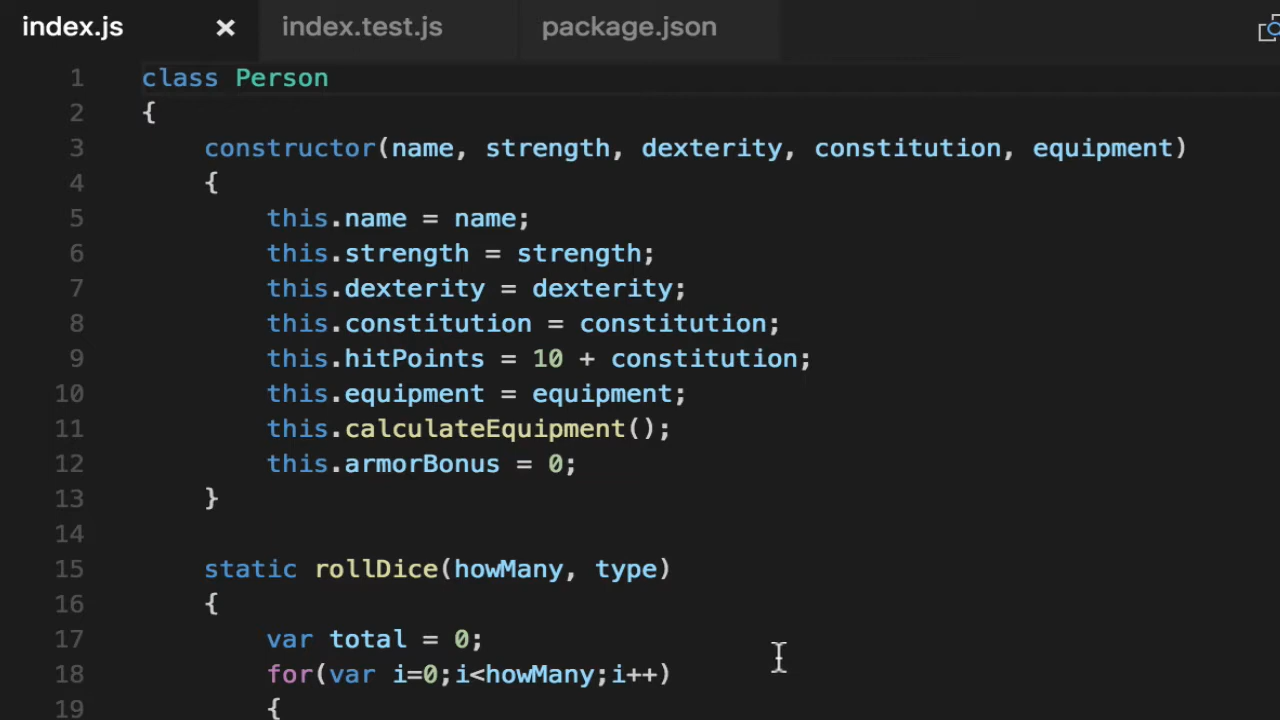 index.js index.test.js package.json
1 class Person
2 {
3 constructor(name, strength, dexterity, constitution, equipment)
4 {
5 this.name = name;
6 this.strength = strength;
7 this.dexterity = dexterity;
8 this.constitution = constitution;
9 this.hitPoints = 10 + constitution;
10 this.equipment = equipment;
11 this.calculateEquipment();
12 this.armorBonus = 0;
13 }
14
15 static rollDice(howMany, type)
16 {
17 var total = 0;
18 for(var i=0;i<howMany;i++)
19 {